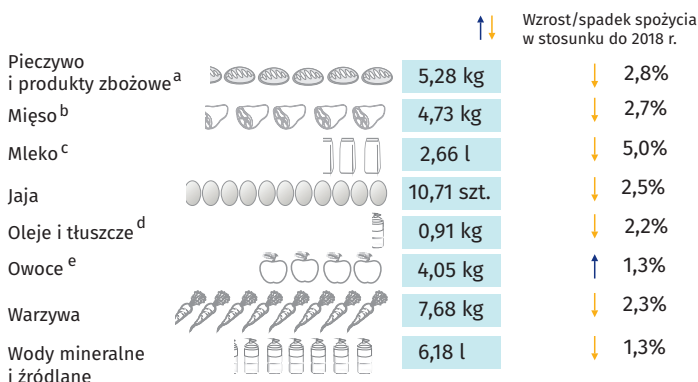 Wzrost/spadek spożycia
w stosunku do 2018 r.
Pieczywo
i produkty zbożowe a 5,28 kg 2,8%
Mięso b 4,73 kg 2,7%
Mleko c 2,66 l 5,0%
Jaja 10,71 szt. 2,5%
Oleje i tłuszcze d 0,91 kg 2,2%
Owoce e 4,05 kg 1,3%
Warzywa 7,68 kg 2,3%
Wody mineralne
i źródlane 6,18 l 1,3%